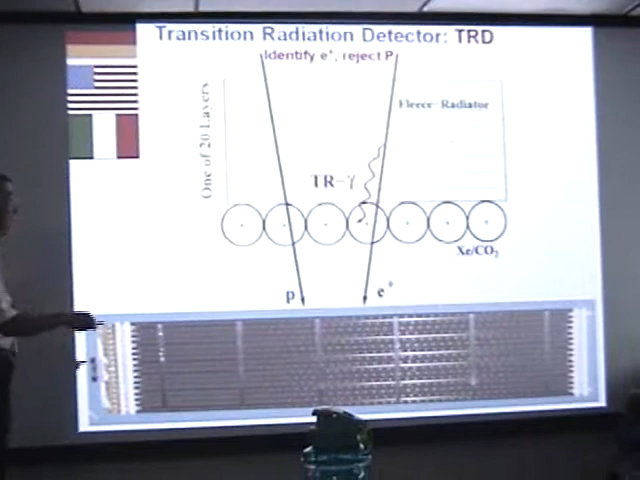 Transition Radiation Detector: TRD
Identify e⁺, reject P
One of 20 Layers
Fleece-Radiator
TR-γ
Xe/CO₂
p
e⁺